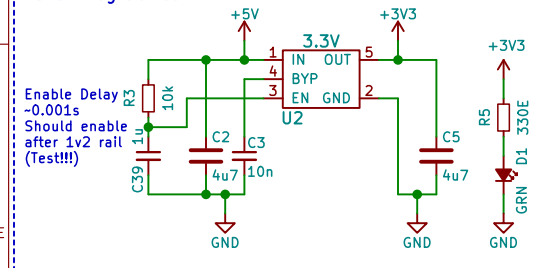 +5V
+3V3
3.3V
+3V3
1 IN OUT 5
4 BYP
3 EN GND 2
U2
Enable Delay
~0.001s
Should enable
after 1v2 rail
(Test!!!)
R3
10k
1u
C39
C2
4u7
C3
10n
C5
4u7
R5
330E
D1
GRN
GND
GND
GND